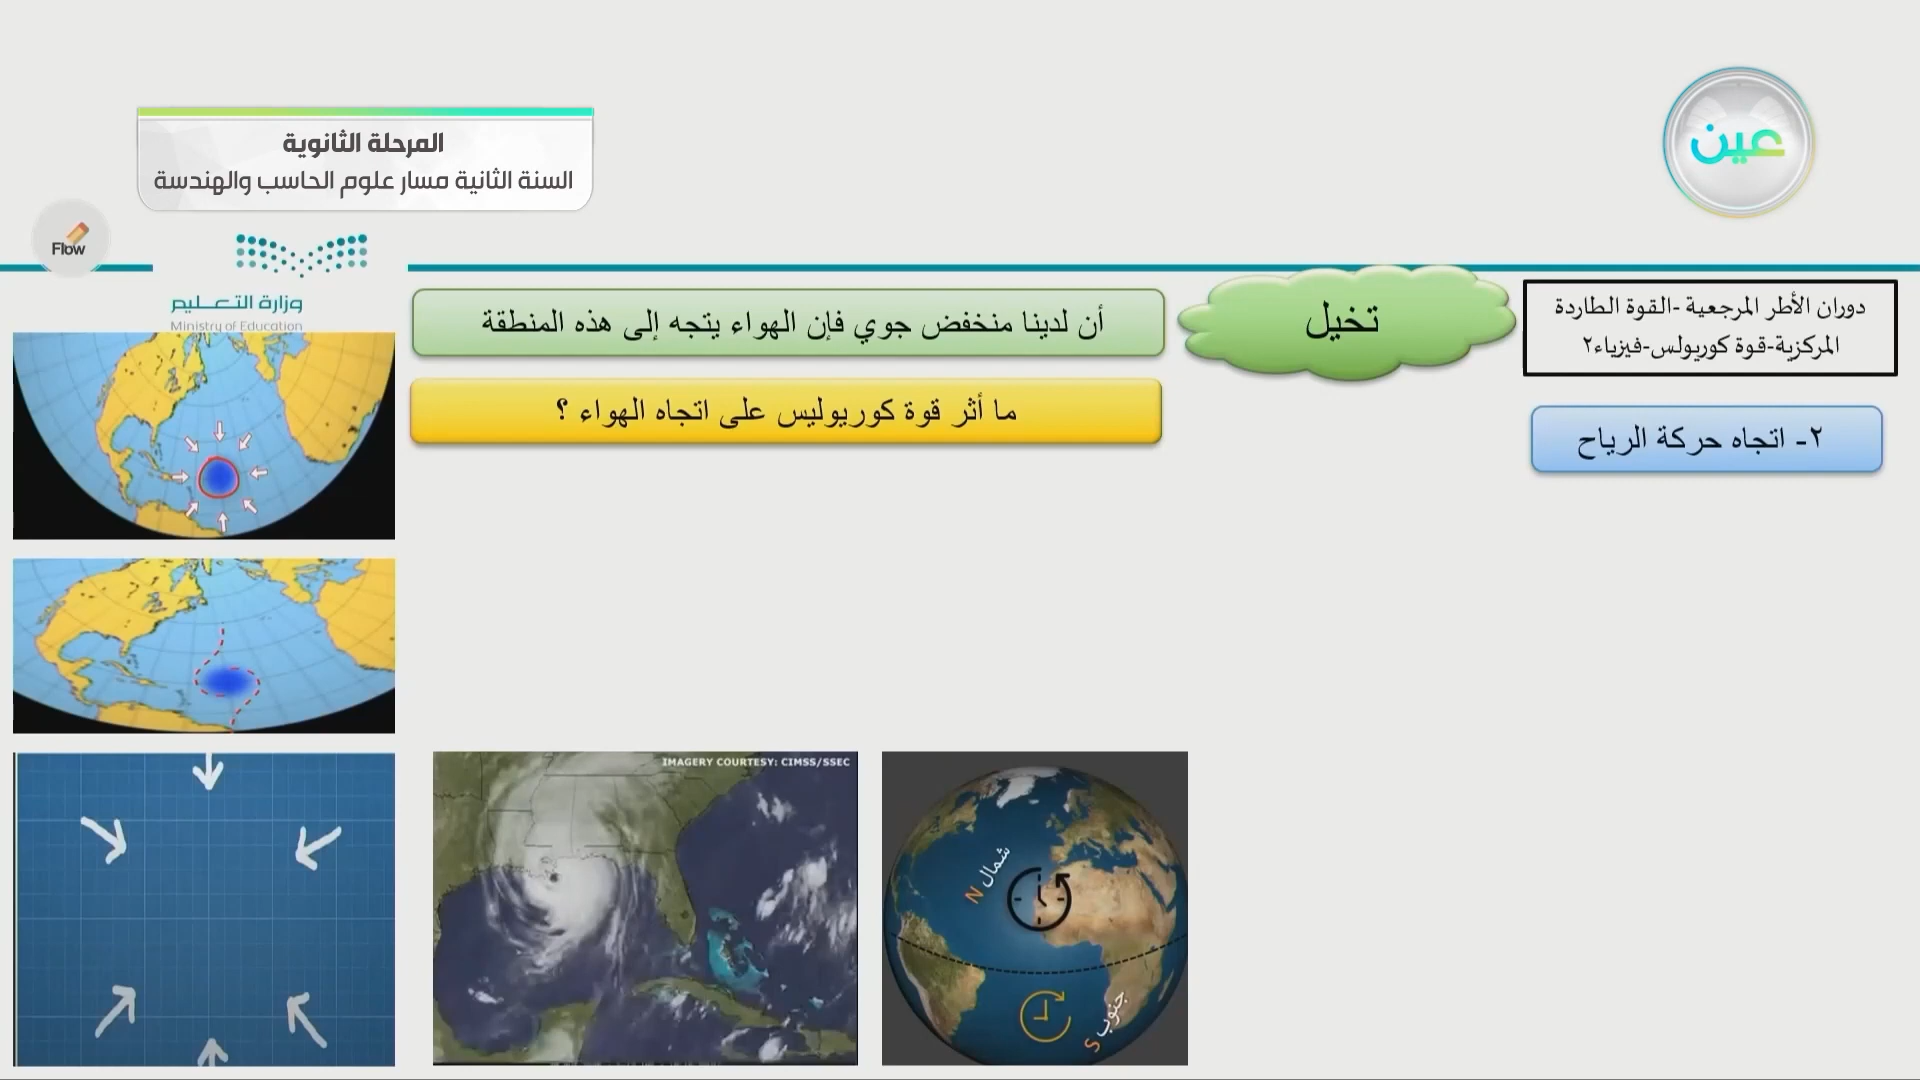 عين
المرحلة الثانوية
السنة الثانية مسار علوم الحاسب والهندسة
Flow
وزارة التعليم
Ministry of Education
دوران الأطر المرجعية -القوة الطاردة
المركزية-قوة كوريولس-فيزياء٢
تخيل
أن لدينا منخفض جوي فإن الهواء يتجه إلى هذه المنطقة
ما أثر قوة كوريوليس على اتجاه الهواء ؟
٢- اتجاه حركة الرياح
IMAGERY COURTESY: CIMSS/SSEC
شمال N
جنوب S